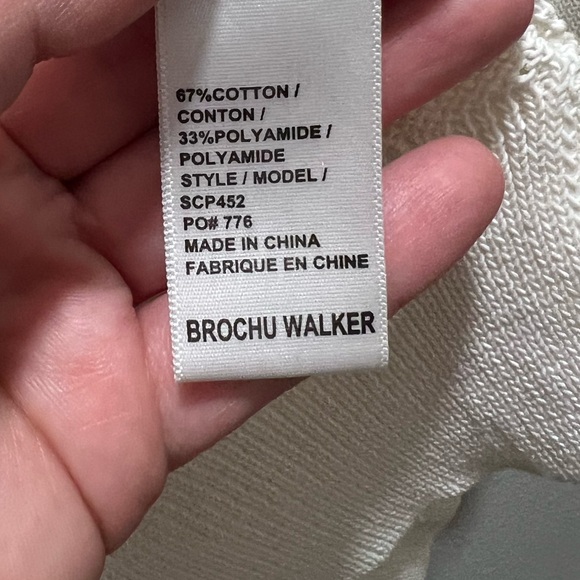 67%COTTON /
CONTON /
33%POLYAMIDE /
POLYAMIDE
STYLE / MODEL /
SCP452
PO# 776
MADE IN CHINA
FABRIQUE EN CHINE
BROCHU WALKER